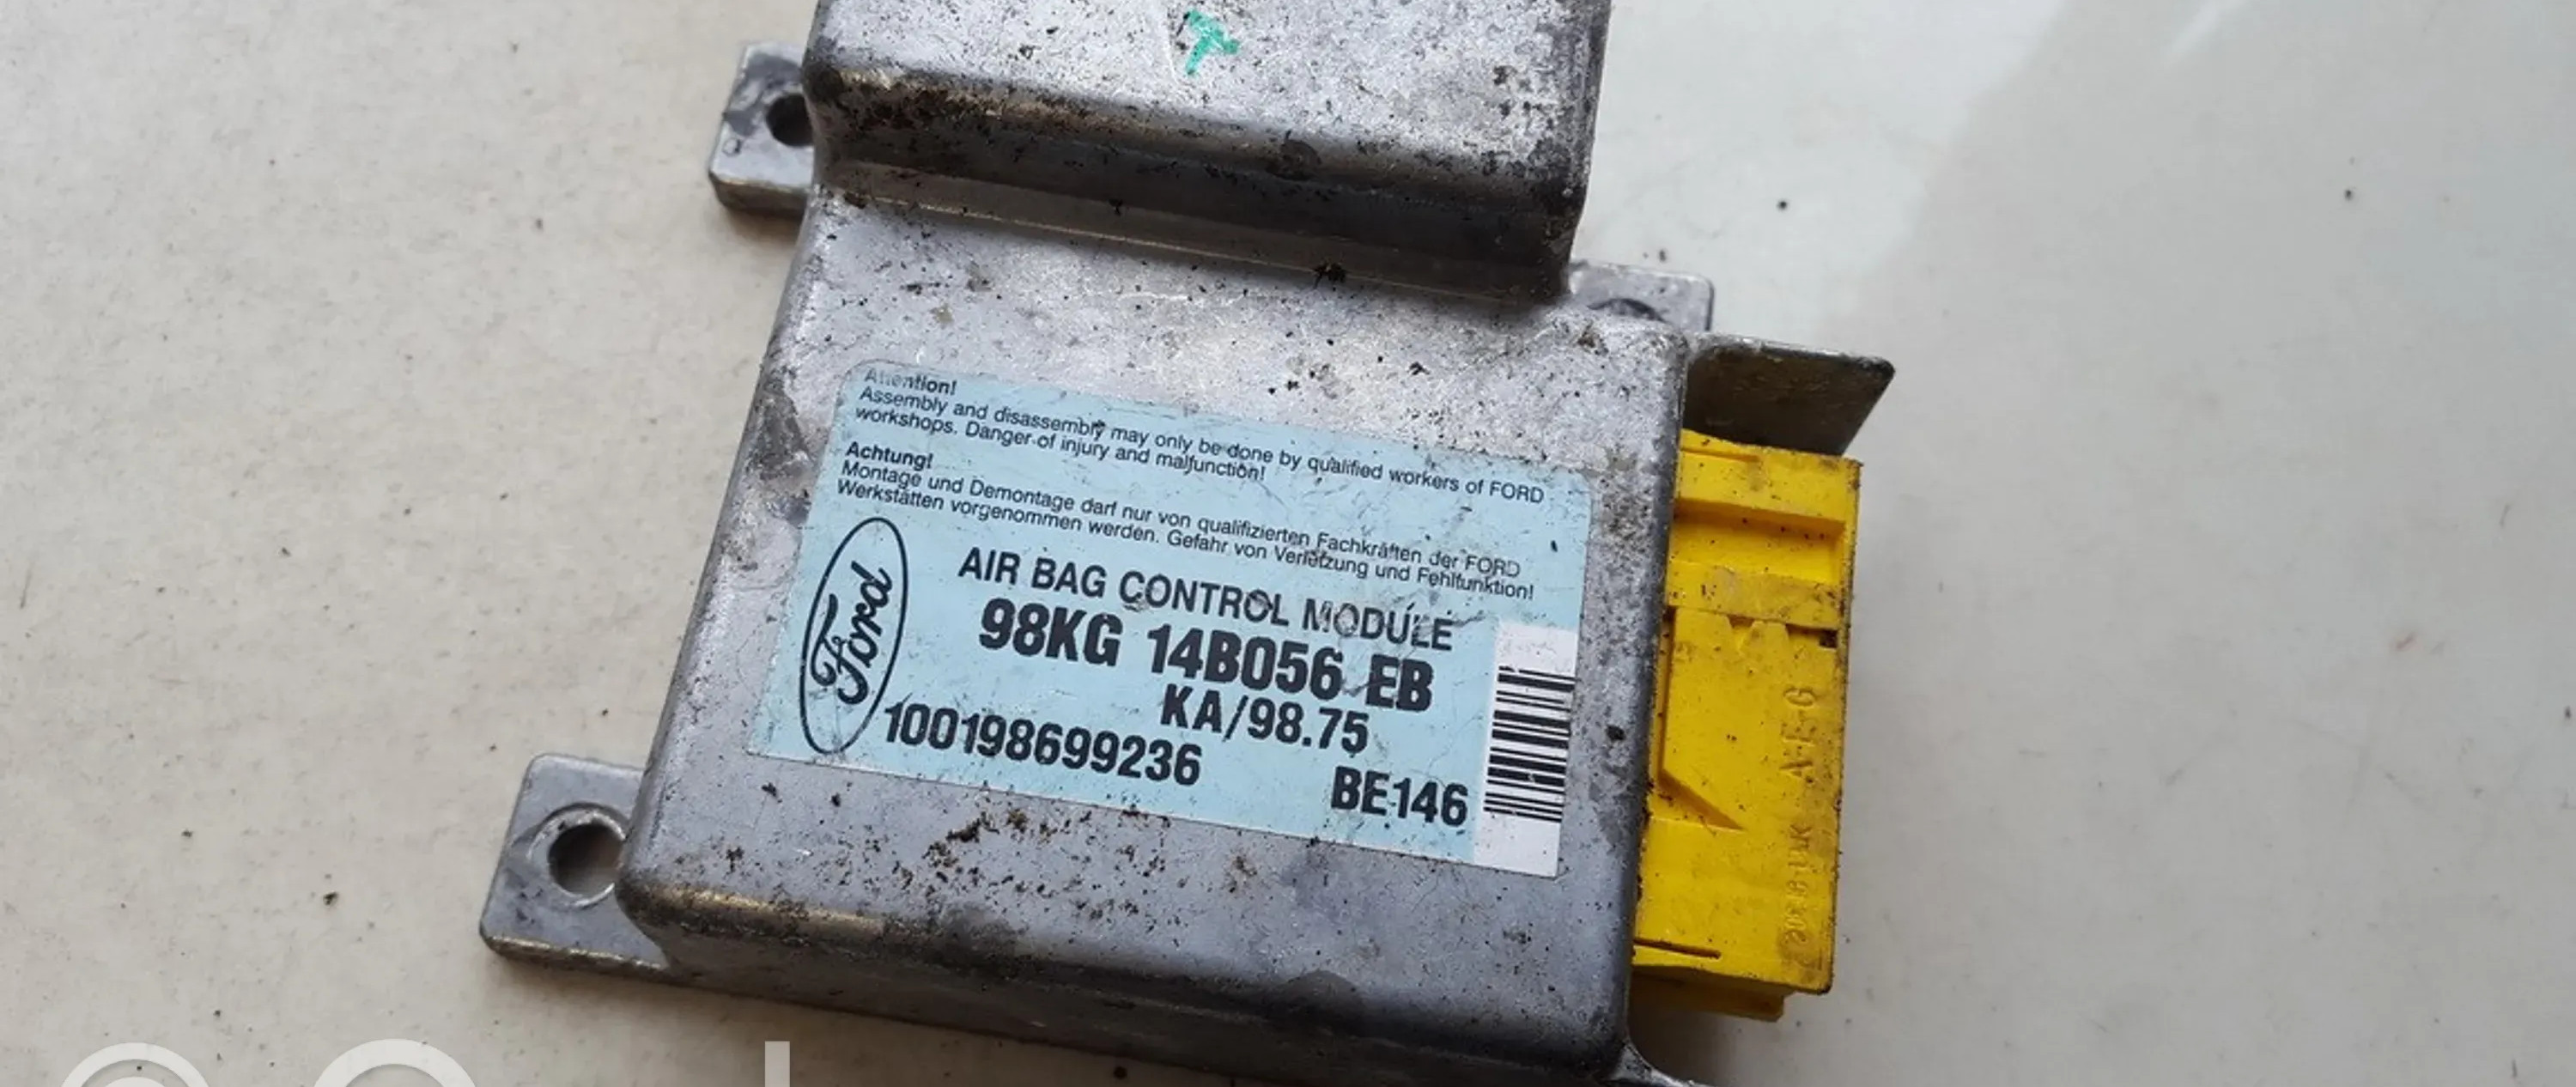 Attention!
Assembly and disassembly may only be done by qualified workers of FORD
workshops. Danger of injury and malfunction!
Achtung!
Montage und Demontage darf nur von qualifizierten Fachkräften der FORD
Werkstätten vorgenommen werden. Gefahr von Verletzung und Fehlfunktion!
Ford
AIR BAG CONTROL MODULE
98KG 14B056 EB
KA/98.75
100198699236
BE146